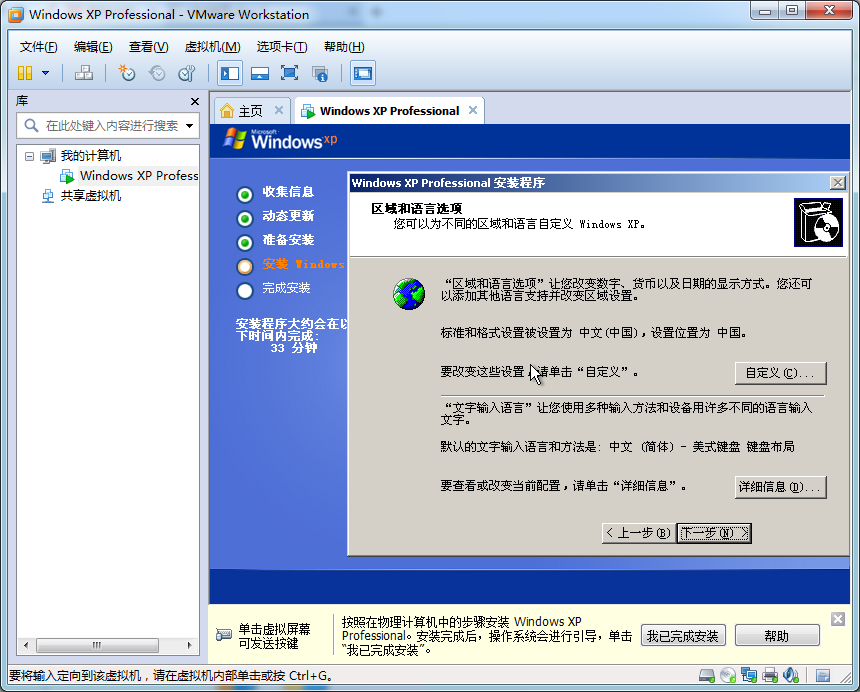 Windows XP Professional - VMware Workstation
文件(F) 编辑(E) 查看(V) 虚拟机(M) 选项卡(T) 帮助(H)
库
在此处键入内容进行搜索
我的计算机
Windows XP Profess
共享虚拟机
主页
Windows XP Professional
Microsoft
Windows xp
收集信息
动态更新
准备安装
安装 Windows
完成安装
安装程序大约会在以
下时间内完成:
33 分钟
Windows XP Professional 安装程序
区域和语言选项
您可以为不同的区域和语言自定义 Windows XP。
“区域和语言选项”让您改变数字、货币以及日期的显示方式。您还可
以添加其他语言支持并改变区域设置。
标准和格式设置被设置为 中文(中国)，设置位置为 中国。
要改变这些设置，请单击“自定义”。
自定义(C)...
“文字输入语言”让您使用多种输入方法和设备用许多不同的语言输入
文字。
默认的文字输入语言和方法是: 中文 (简体) - 美式键盘 键盘布局
要查看或改变当前配置，请单击“详细信息”。
详细信息(D)...
< 上一步(B)
下一步(N) >
单击虚拟屏幕
可发送按键
按照在物理计算机中的步骤安装 Windows XP
Professional。安装完成后，操作系统会进行引导，单击
“我已完成安装”。
我已完成安装
帮助
要将输入定向到该虚拟机，请在虚拟机内部单击或按 Ctrl+G。